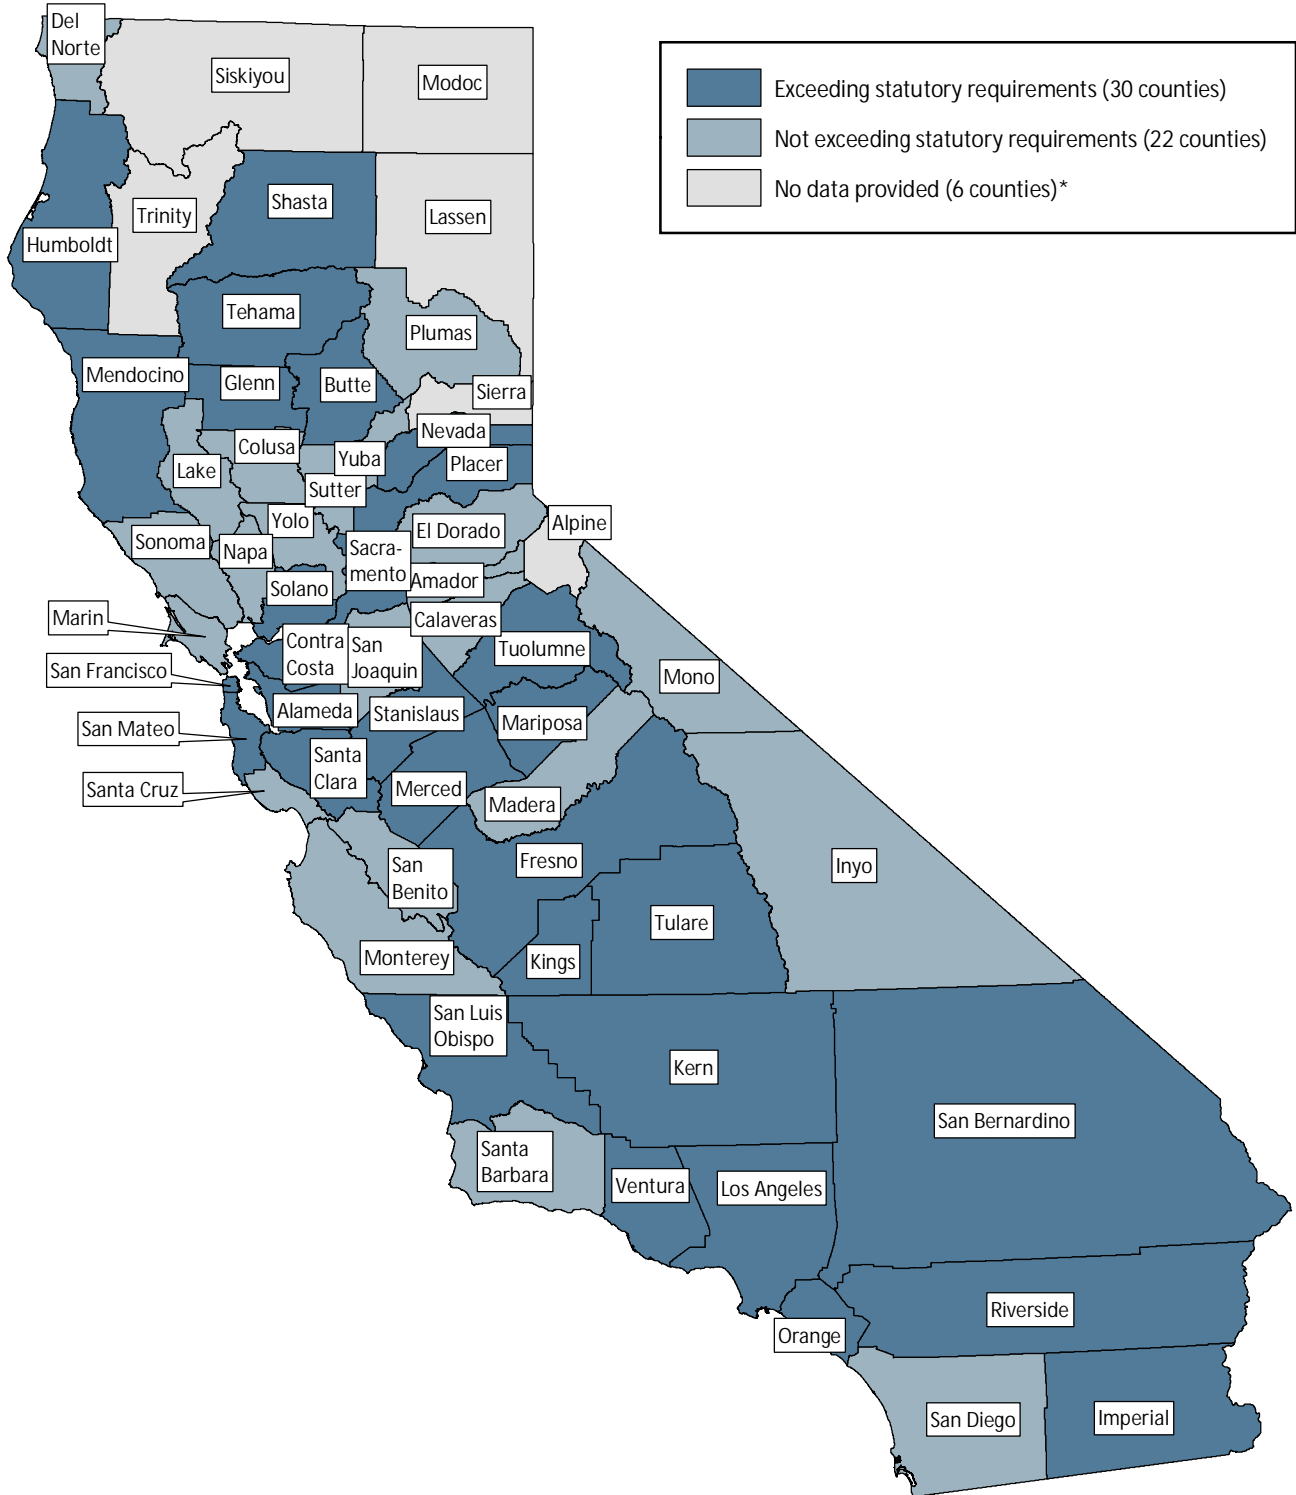 Del
Norte
Siskiyou
Modoc
Exceeding statutory requirements (30 counties)
Not exceeding statutory requirements (22 counties)
No data provided (6 counties)*
Shasta
Trinity
Lassen
Humboldt
Tehama
Plumas
Mendocino
Glenn
Butte
Sierra
Nevada
Colusa
Yuba
Placer
Lake
Sutter
Yolo
El Dorado
Alpine
Sonoma
Napa
Sacra-
mento
Amador
Solano
Marin
Calaveras
Contra
Costa
San
Joaquin
Tuolumne
San Francisco
Mono
Alameda
Stanislaus
Mariposa
San Mateo
Santa
Clara
Santa Cruz
Merced
Madera
San
Benito
Fresno
Inyo
Tulare
Monterey
Kings
San Luis
Obispo
Kern
San Bernardino
Santa
Barbara
Ventura
Los Angeles
Riverside
Orange
San Diego
Imperial